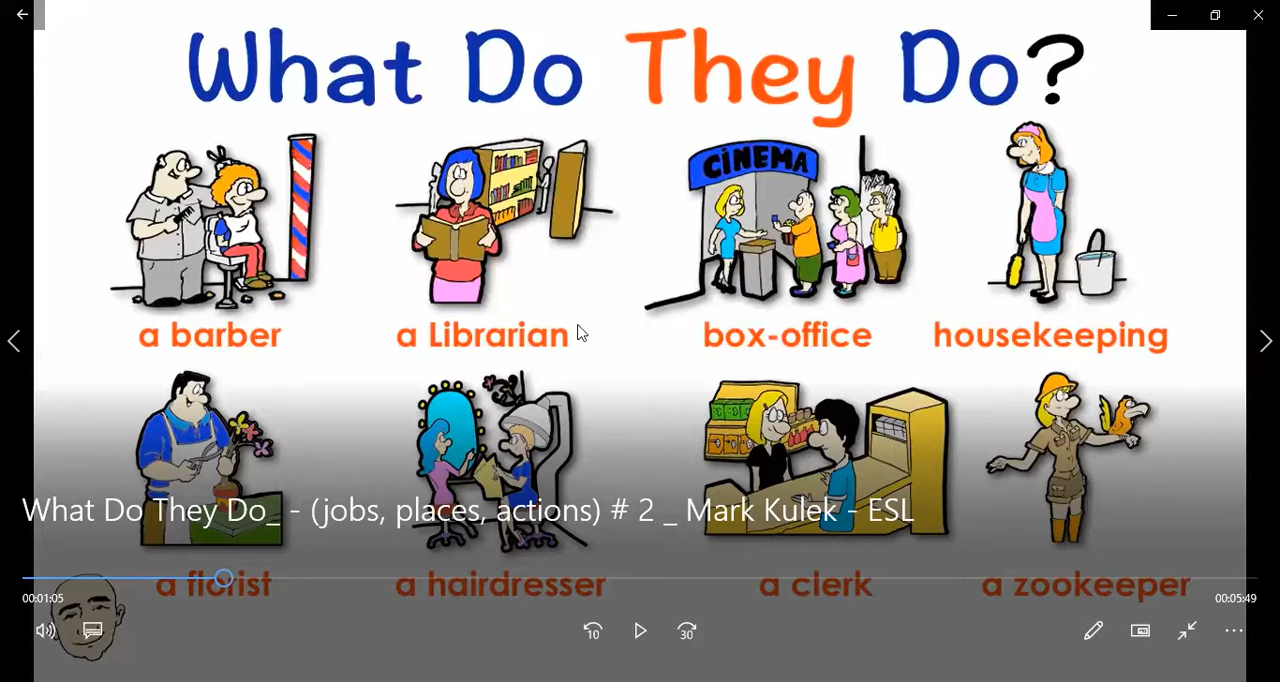 What Do They Do?
CINEMA
a barber
a Librarian
box-office
housekeeping
What Do They Do_ - (jobs, places, actions) # 2 _ Mark Kulek - ESL
a florist
a hairdresser
a clerk
a zookeeper
00:01:05
00:05:49
10
30